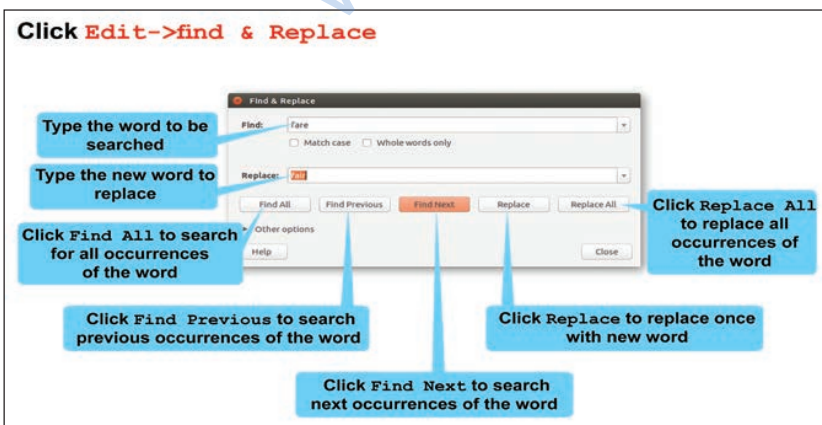 Click Edit->find & Replace
Find & Replace
Type the word to be
searched
Find:
fare
Match case
Whole words only
Type the new word to
replace
Replace:
fair
Find All
Find Previous
Find Next
Replace
Replace All
Click Replace All
to replace all
occurrences of
the word
Click Find All to search
for all occurrences
of the word
Other options
Help
Close
Click Find Previous to search
previous occurrences of the word
Click Replace to replace once
with new word
Click Find Next to search
next occurrences of the word